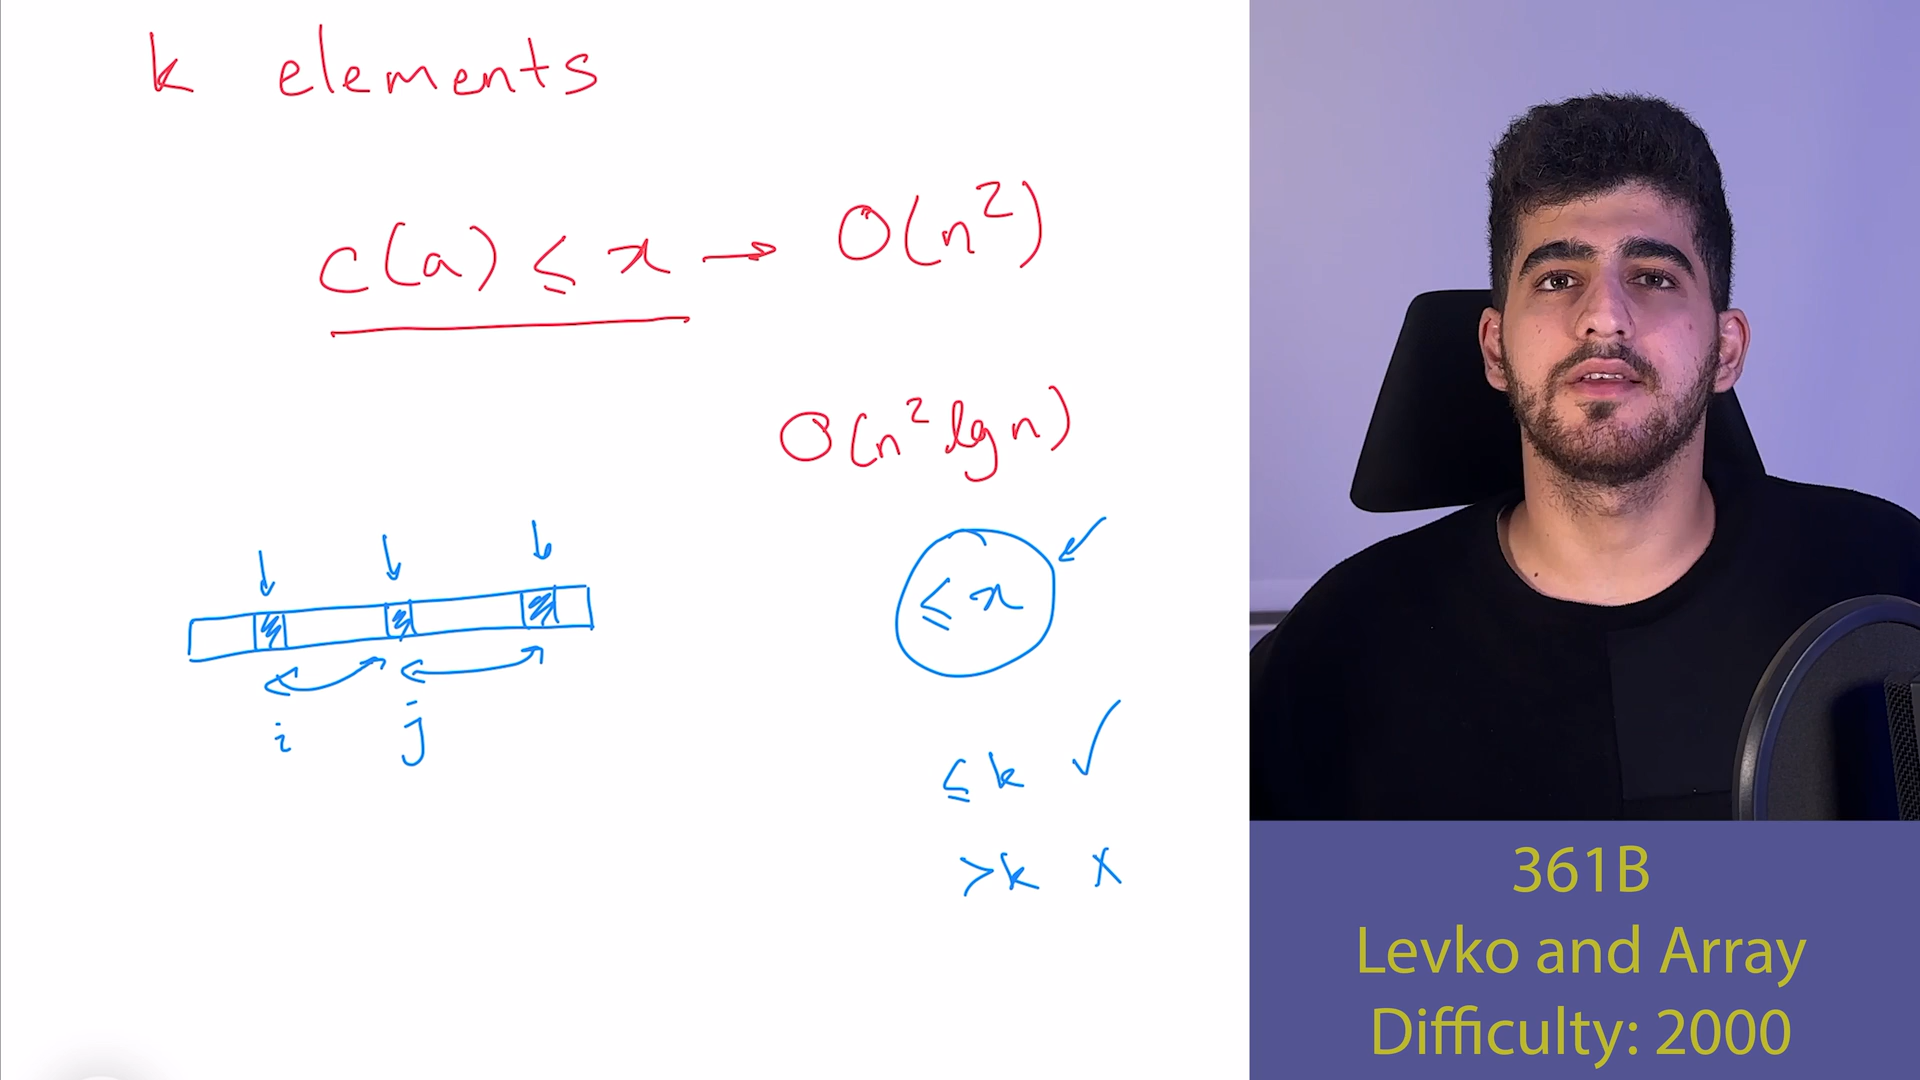 k elements
c(a) ≤ x → O(n²)
O(n² lg n)
≤ x
i j
≤ k ✓
> k X
361B
Levko and Array
Difficulty: 2000